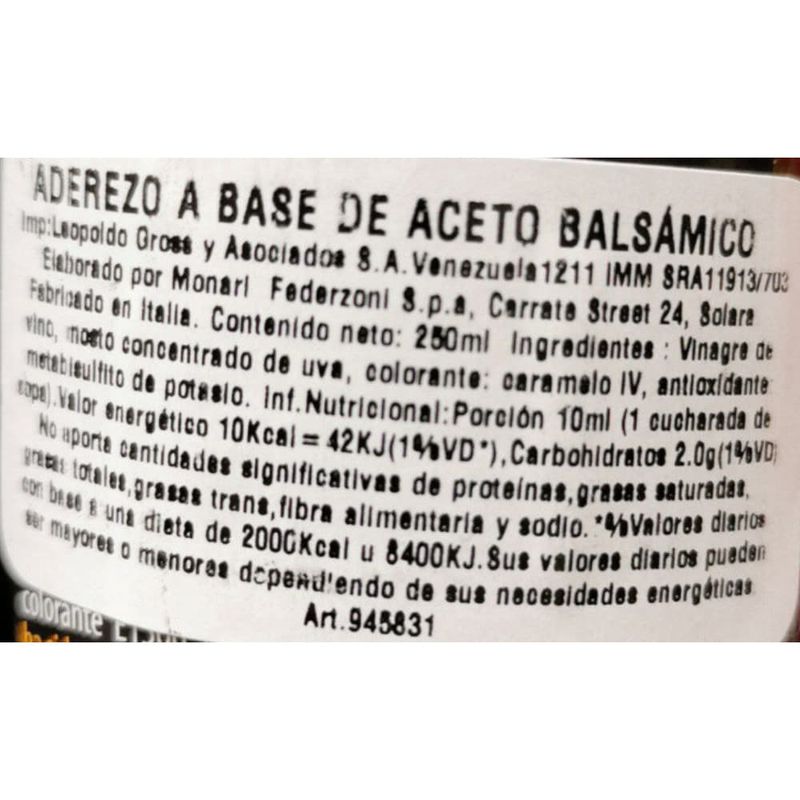 ADEREZO A BASE DE ACETO BALSÁMICO
Imp:Leopoldo Gross y Asociados S.A.Venezuela1211 IMM SRA11913/703
Elaborado por Monari Federzoni S.p.a, Carrate Street 24, Solara
Fabricado en Italia. Contenido neto: 250ml Ingredientes : Vinagre de
vino, mosto concentrado de uva, colorante: caramelo IV, antioxidante
metabisulfito de potasio. Inf.Nutricional:Porción 10ml (1 cucharada de
sopa).Valor energético 10Kcal= 42KJ(1%VD*),Carbohidratos 2.0g(1%VD)
No aporta cantidades significativas de proteínas,grasas saturadas,
grasas totales,grasas trans,fibra alimentaria y sodio.*%Valores diarios
con base a una dieta de 2000Kcal u 8400KJ.Sus valores diarios pueden
ser mayores o menores dependiendo de sus necesidades energéticas
Art.945831
colorante